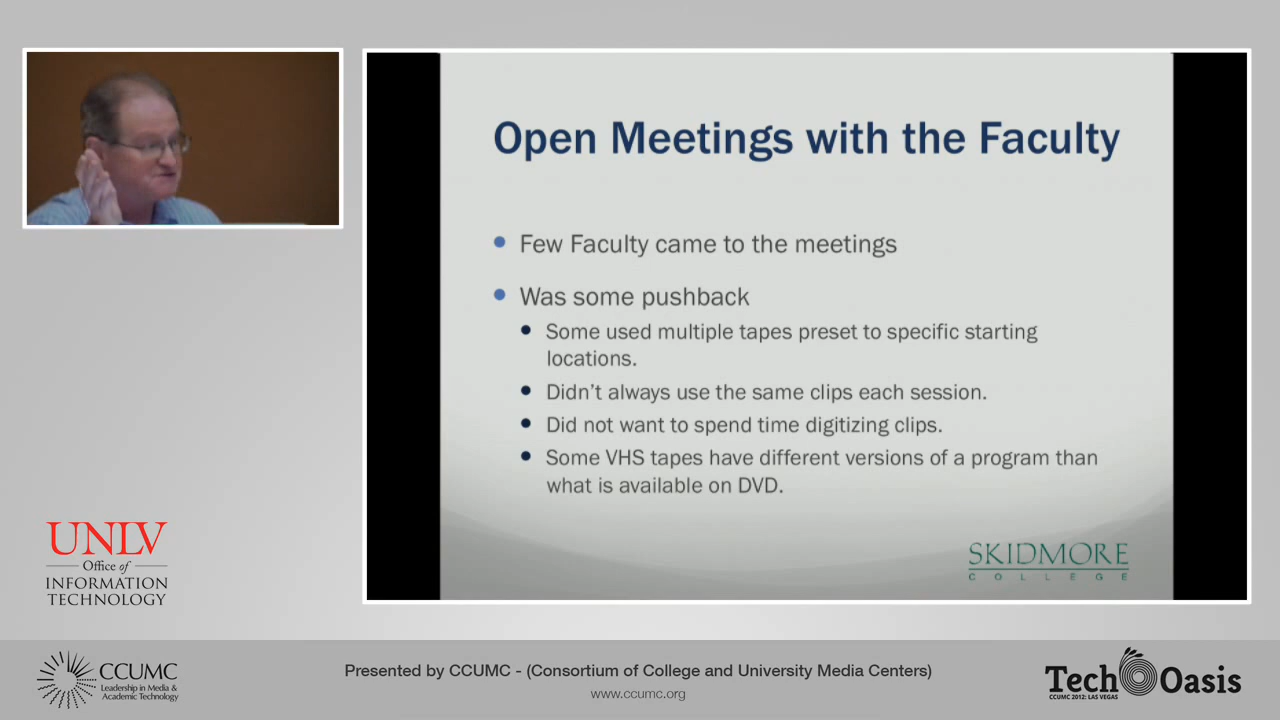 Open Meetings with the Faculty
Few Faculty came to the meetings
Was some pushback
Some used multiple tapes preset to specific starting
locations.
Didn't always use the same clips each session.
Did not want to spend time digitizing clips.
Some VHS tapes have different versions of a program than
what is available on DVD.
SKIDMORE
COLLEGE
UNLV
Office of
INFORMATION
TECHNOLOGY
CCUMC
Leadership in Media &
Academic Technology
Presented by CCUMC - (Consortium of College and University Media Centers)
www.ccumc.org
Tech Oasis
CCUMC 2012: LAS VEGAS